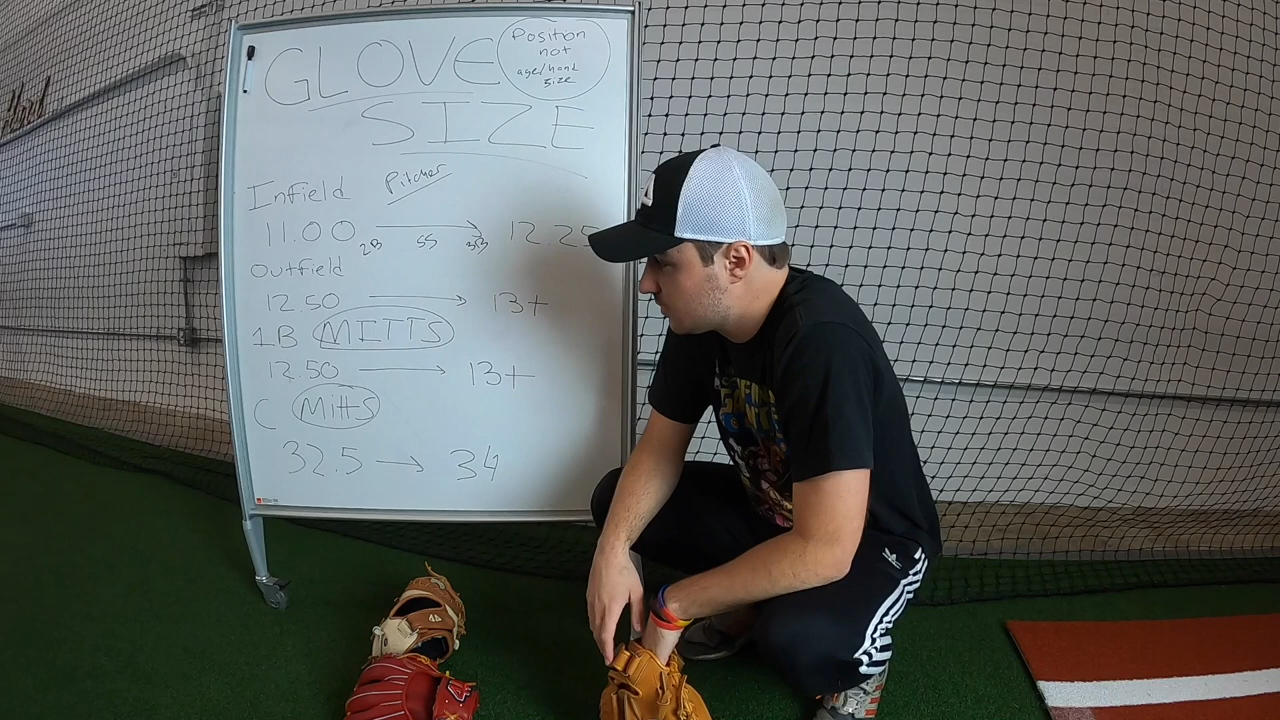 GLOVE
SIZE
Position
not
age/hand
size
Infield Pitcher
11.00 → 12.25
2B SS 3B
Outfield
12.50 → 13+
1B MITTS
12.50 → 13+
C Mitts
32.5 → 34